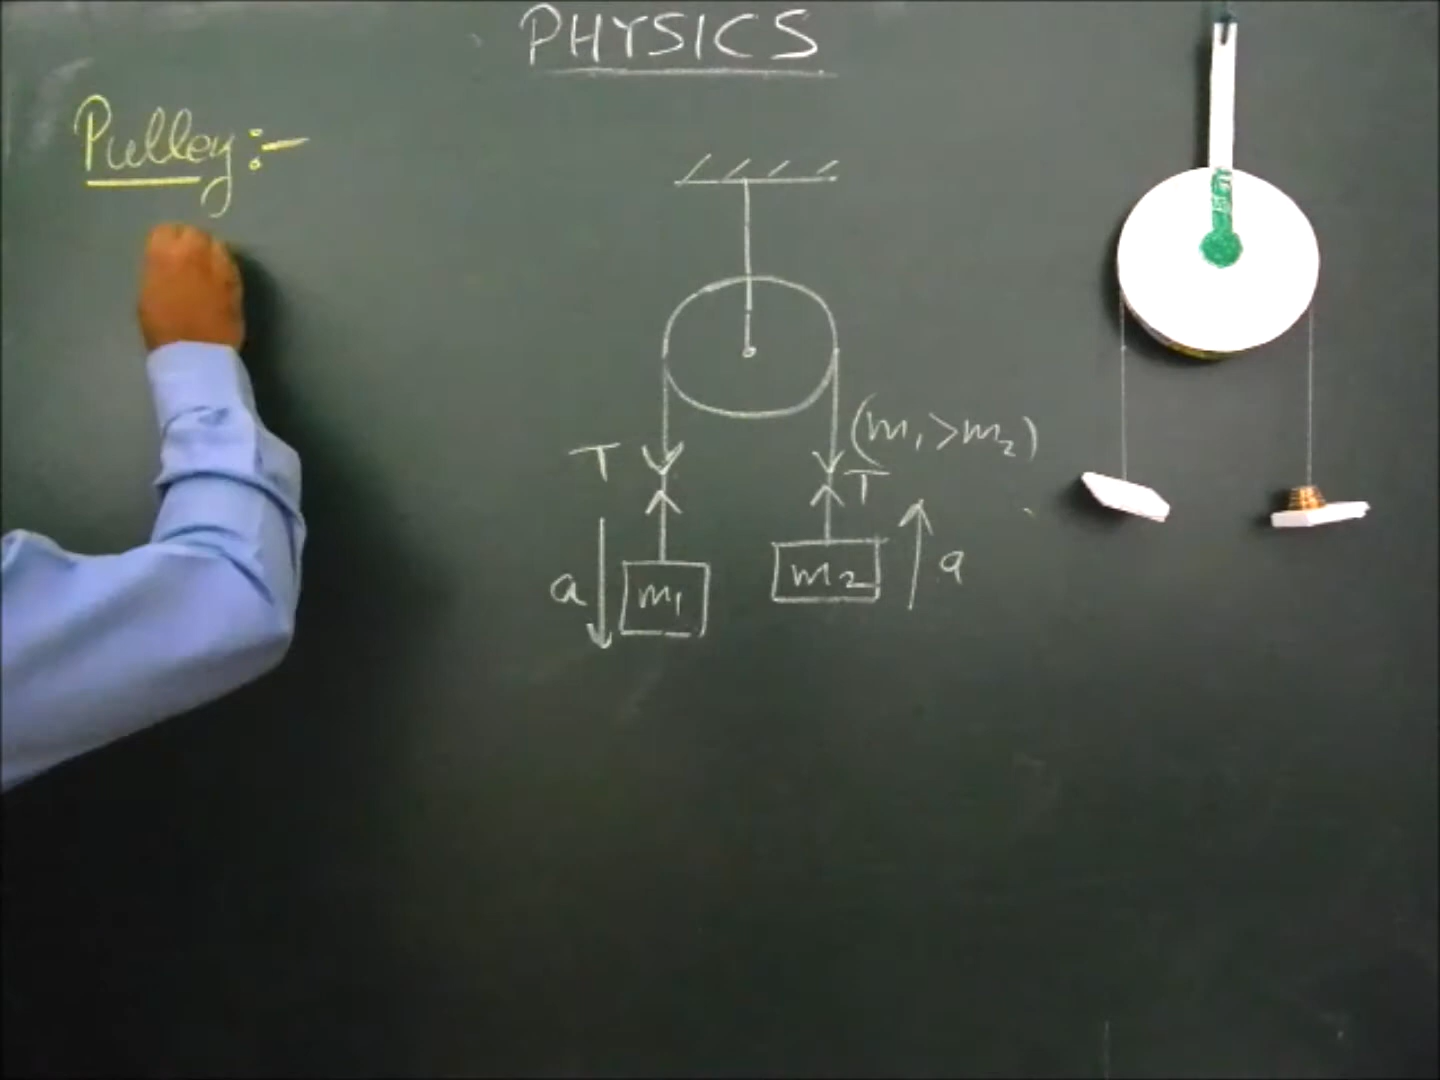 PHYSICS
Pulley :-
(m₁>m₂)
T
T
a
m₁
m₂
a